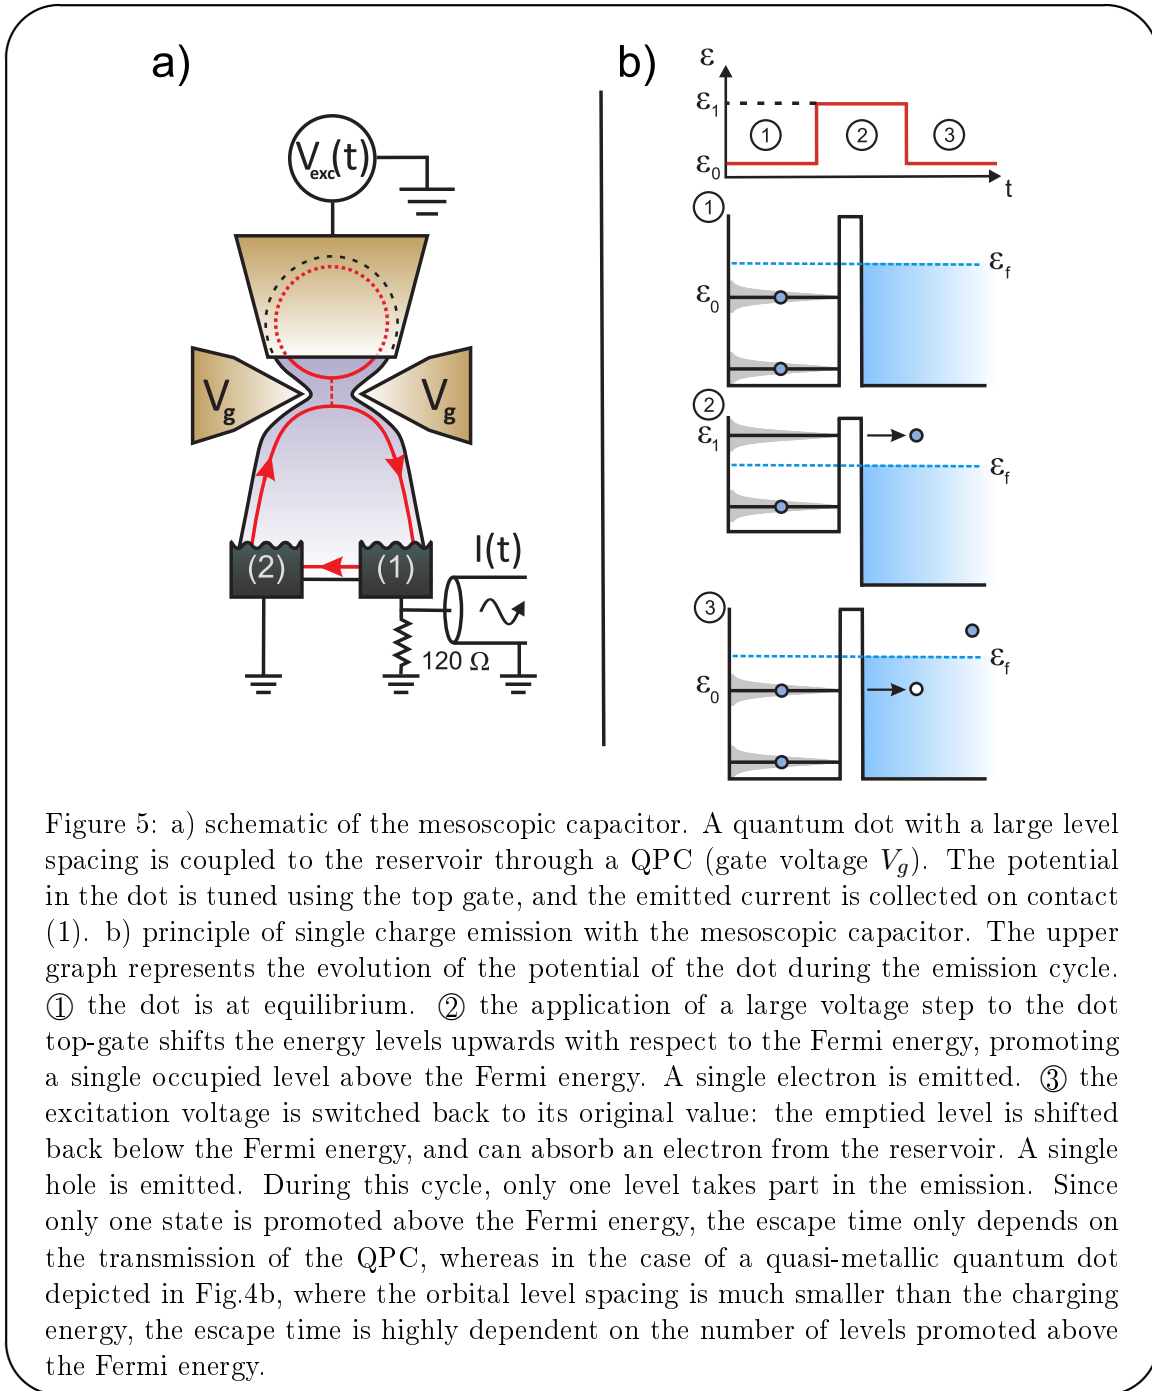 a)
V_exc(t)
V_g
V_g
(2)
(1)
I(t)
120 Ω
b)
ε
ε_1
ε_0
①
②
③
t
①
ε_f
ε_0
②
ε_1
ε_f
③
ε_f
ε_0
Figure 5: a) schematic of the mesoscopic capacitor. A quantum dot with a large level
spacing is coupled to the reservoir through a QPC (gate voltage V_g). The potential
in the dot is tuned using the top gate, and the emitted current is collected on contact
(1). b) principle of single charge emission with the mesoscopic capacitor. The upper
graph represents the evolution of the potential of the dot during the emission cycle.
① the dot is at equilibrium. ② the application of a large voltage step to the dot
top-gate shifts the energy levels upwards with respect to the Fermi energy, promoting
a single occupied level above the Fermi energy. A single electron is emitted. ③ the
excitation voltage is switched back to its original value: the emptied level is shifted
back below the Fermi energy, and can absorb an electron from the reservoir. A single
hole is emitted. During this cycle, only one level takes part in the emission. Since
only one state is promoted above the Fermi energy, the escape time only depends on
the transmission of the QPC, whereas in the case of a quasi-metallic quantum dot
depicted in Fig.4b, where the orbital level spacing is much smaller than the charging
energy, the escape time is highly dependent on the number of levels promoted above
the Fermi energy.